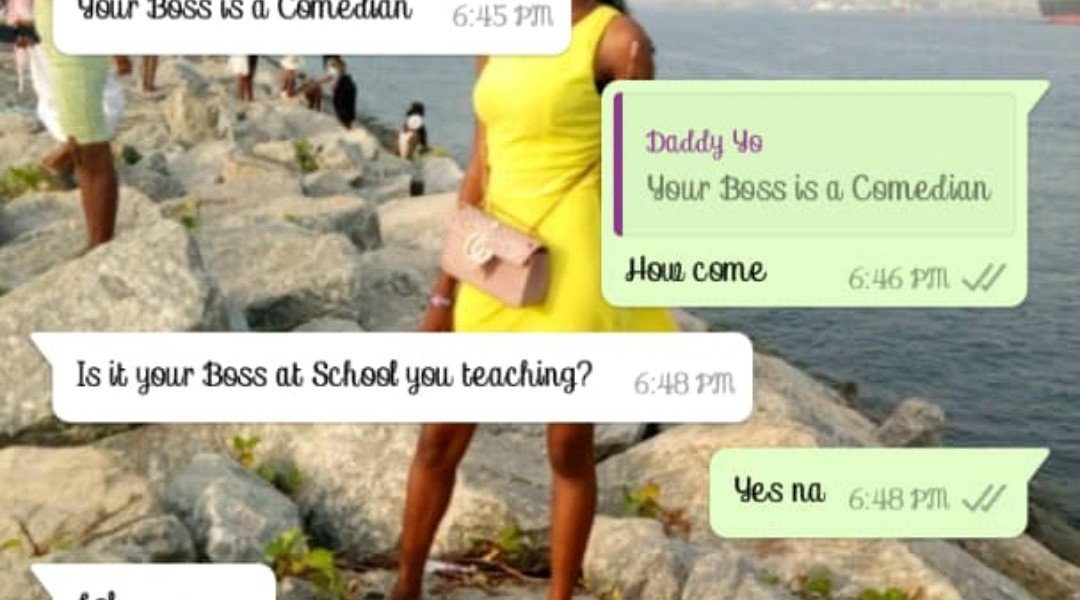 Your Boss is a Comedian 6:45 PM
Daddy Yo
Your Boss is a Comedian
How come 6:46 PM
Is it your Boss at School you teaching? 6:48 PM
Yes na 6:48 PM